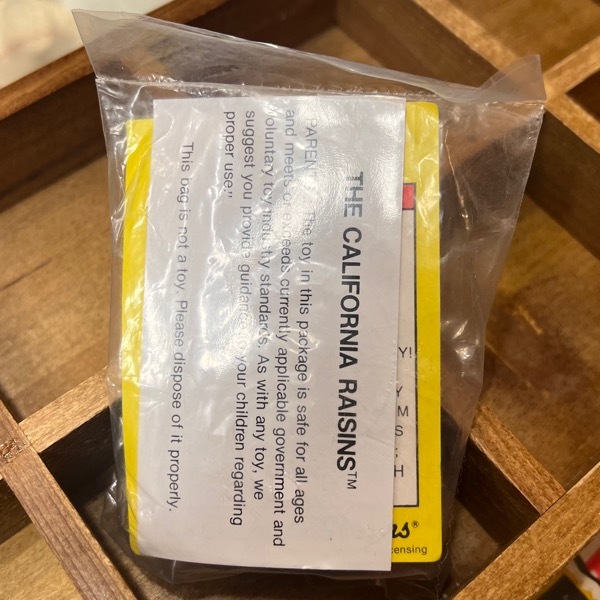 THE CALIFORNIA RAISINS™
The toy in this package is safe for all ages
and meets or exceeds currently applicable government and
voluntary toy industry standards. As with any toy, we
suggest you provide guidance to your children regarding
proper use."
This bag is not a toy. Please dispose of it properly.
Y!
Y
M
S
H
ensing